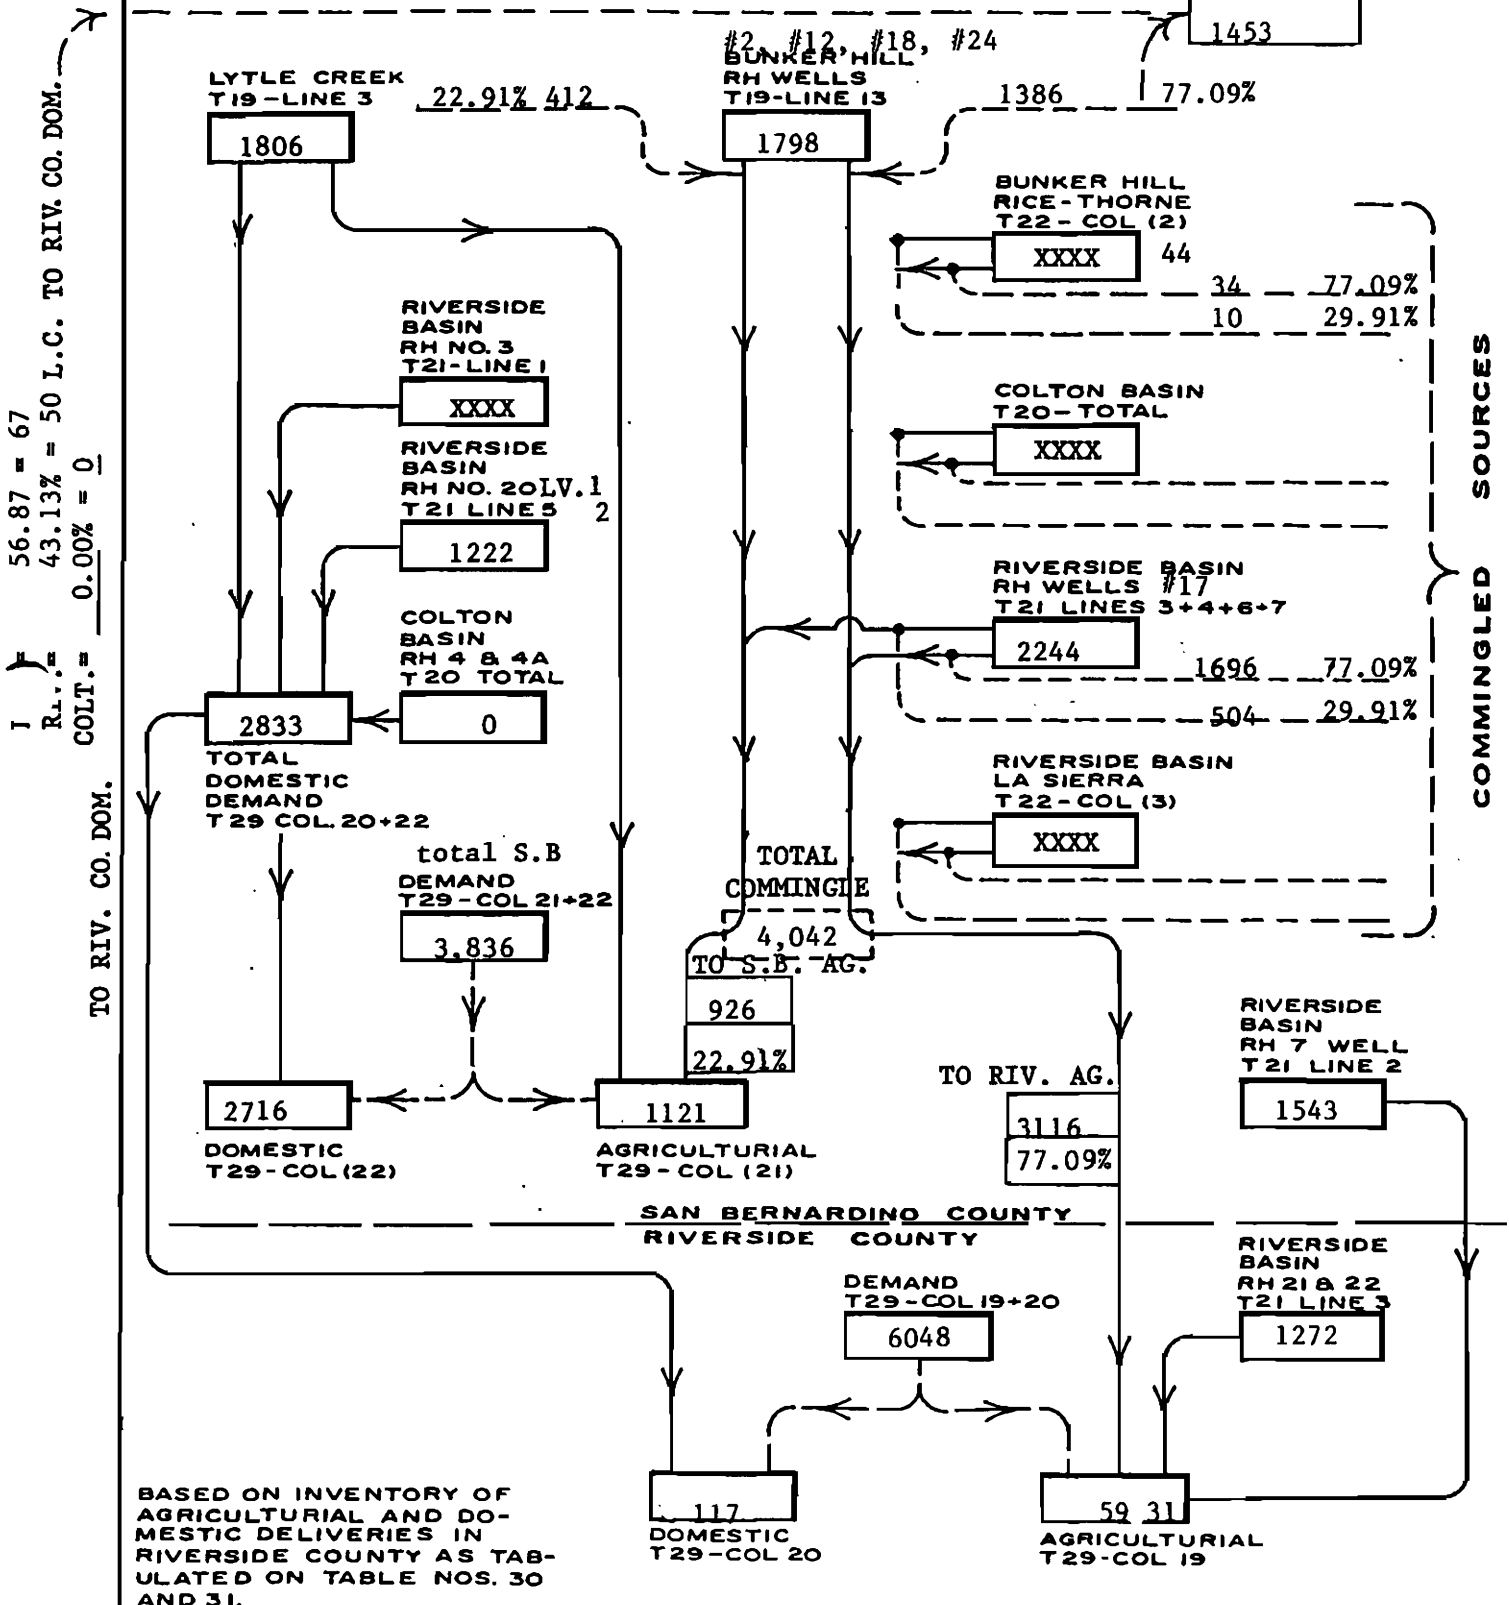 1453
#2, #12, #18, #24
BUNKER HILL
RH WELLS
T19-LINE 13
1798
LYTLE CREEK
T19-LINE 3
1806
22.91% 412
1386 77.09%
BUNKER HILL
RICE-THORNE
T22-COL (2)
XXXX 44
34 77.09%
10 29.91%
RIVERSIDE
BASIN
RH NO. 3
T21-LINE 1
XXXX
COLTON BASIN
T20-TOTAL
XXXX
RIVERSIDE
BASIN
RH NO. 20 LV.1
T21 LINE 5 2
1222
RIVERSIDE BASIN
RH WELLS #17
T21 LINES 3+4+6+7
2244
1696 77.09%
504 29.91%
COLTON
BASIN
RH 4 & 4A
T20 TOTAL
0
2833
TOTAL
DOMESTIC
DEMAND
T29 COL. 20+22
RIVERSIDE BASIN
LA SIERRA
T22-COL (3)
XXXX
COMMINGLED SOURCES
total S.B
DEMAND
T29-COL 21+22
3,836
TOTAL
COMMINGLE
4,042
TO S.B. AG.
926
22.91%
2716
DOMESTIC
T29-COL (22)
1121
AGRICULTURIAL
T29-COL (21)
TO RIV. AG.
3116
77.09%
RIVERSIDE
BASIN
RH 7 WELL
T21 LINE 2
1543
SAN BERNARDINO COUNTY
RIVERSIDE COUNTY
RIVERSIDE
BASIN
RH 21 & 22
T21 LINE 3
1272
DEMAND
T29-COL 19+20
6048
117
DOMESTIC
T29-COL 20
59 31
AGRICULTURIAL
T29-COL 19
BASED ON INVENTORY OF
AGRICULTURIAL AND DO-
MESTIC DELIVERIES IN
RIVERSIDE COUNTY AS TAB-
ULATED ON TABLE NOS. 30
AND 31.
= 56.87 = 67
= 43.13% = 50 L.C. TO RIV. CO. DOM.
COLT.= 0.00% = 0
TO RIV. CO. DOM.